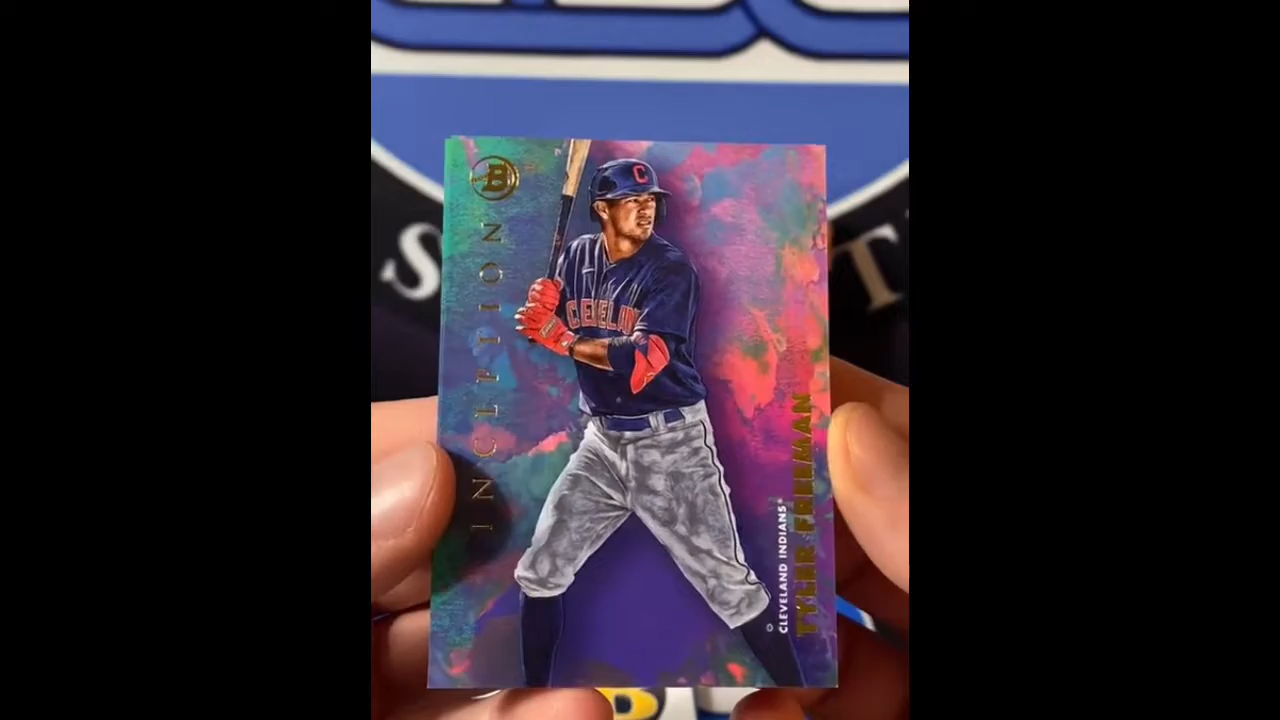 B
INCEPTION
C
CLEVELAND
CLEVELAND INDIANS
TYLER FREEMAN
S
T
B